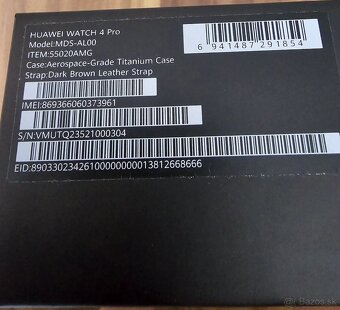 HUAWEI WATCH 4 Pro
Model:MDS-AL00
ITEM:55020AMG
Case:Aerospace-Grade Titanium Case
Strap:Dark Brown Leather Strap
6 941487 291854
IMEI:869366060373961
S/N:VMUTQ23521000304
EID:89033023426100000000013812668666
Bazos.sk